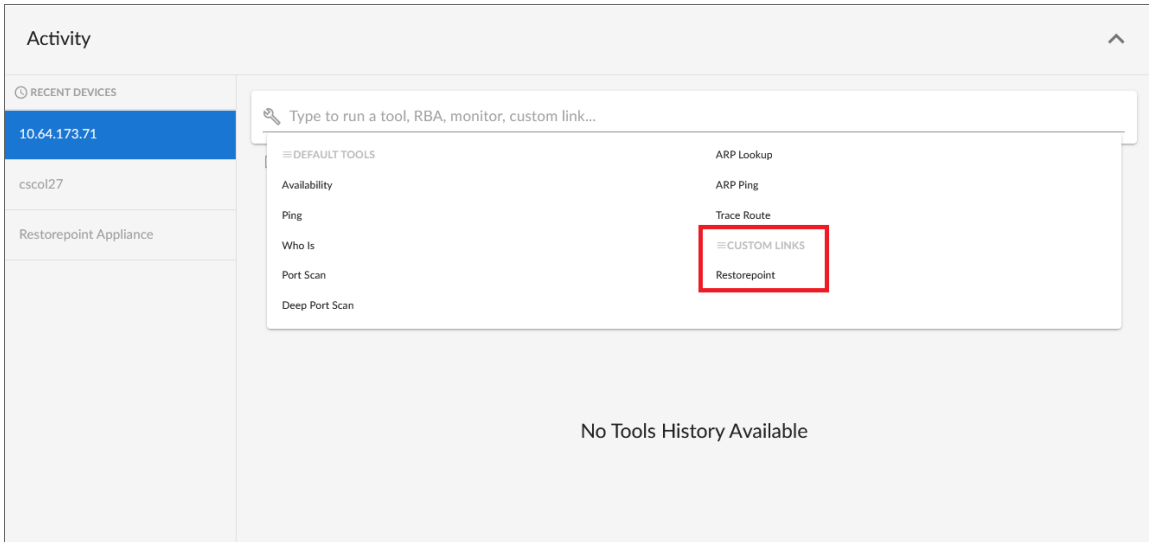 Activity
RECENT DEVICES
10.64.173.71
cscol27
Restorepoint Appliance
Type to run a tool, RBA, monitor, custom link...
DEFAULT TOOLS
Availability
Ping
Who Is
Port Scan
Deep Port Scan
ARP Lookup
ARP Ping
Trace Route
CUSTOM LINKS
Restorepoint
No Tools History Available